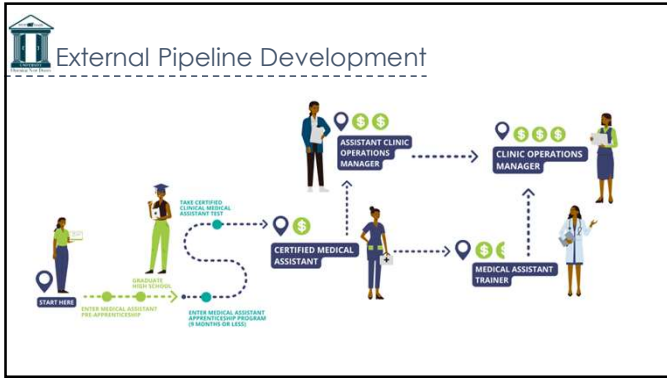 External Pipeline Development
UNIVERSITY
START HERE
ENTER MEDICAL ASSISTANT
PRE-APPRENTICESHIP
GRADUATE
HIGH SCHOOL
ENTER MEDICAL ASSISTANT
APPRENTICESHIP PROGRAM
(9 MONTHS OR LESS)
TAKE CERTIFIED
CLINICAL MEDICAL
ASSISTANT TEST
$
CERTIFIED MEDICAL
ASSISTANT
$ $
ASSISTANT CLINIC
OPERATIONS
MANAGER
$
MEDICAL ASSISTANT
TRAINER
$ $ $
CLINIC OPERATIONS
MANAGER